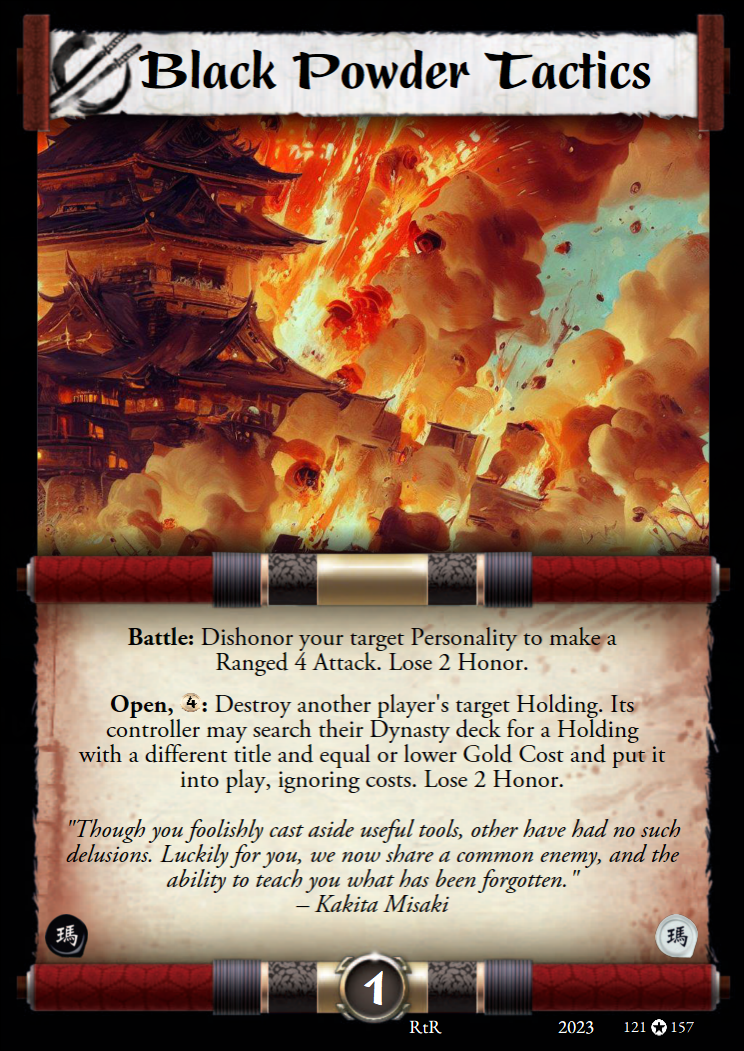 Black Powder Tactics
Battle: Dishonor your target Personality to make a
Ranged 4 Attack. Lose 2 Honor.
Open, 4: Destroy another player's target Holding. Its
controller may search their Dynasty deck for a Holding
with a different title and equal or lower Gold Cost and put it
into play, ignoring costs. Lose 2 Honor.
"Though you foolishly cast aside useful tools, other have had no such
delusions. Luckily for you, we now share a common enemy, and the
ability to teach you what has been forgotten."
– Kakita Misaki
瑪 瑪
1
RtR 2023 121 ★ 157